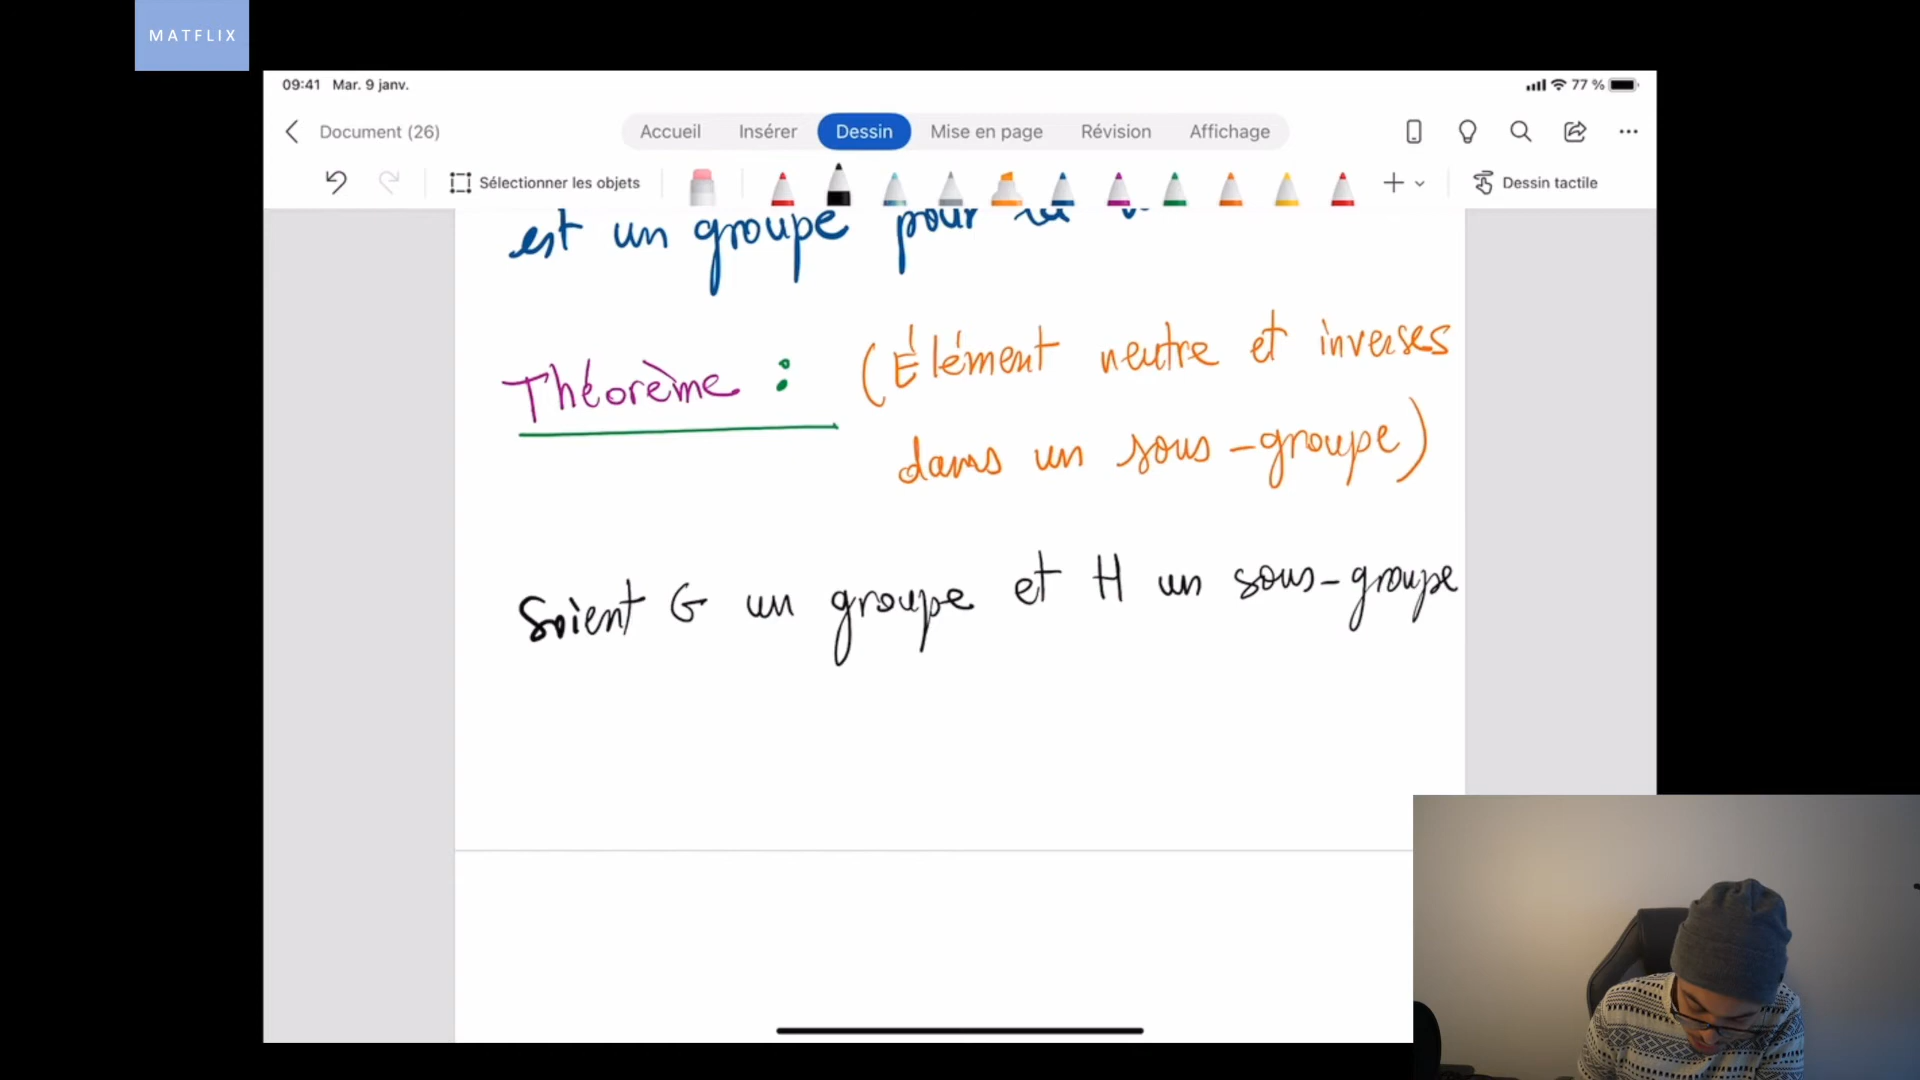 MATFLIX
09:41 Mar. 9 janv.
77 %
Document (26)
Accueil Insérer Dessin Mise en page Révision Affichage
Sélectionner les objets
Dessin tactile
est un groupe pour la
Théorème : (Élément neutre et inverses
dans un sous-groupe)
Soient G un groupe et H un sous-groupe